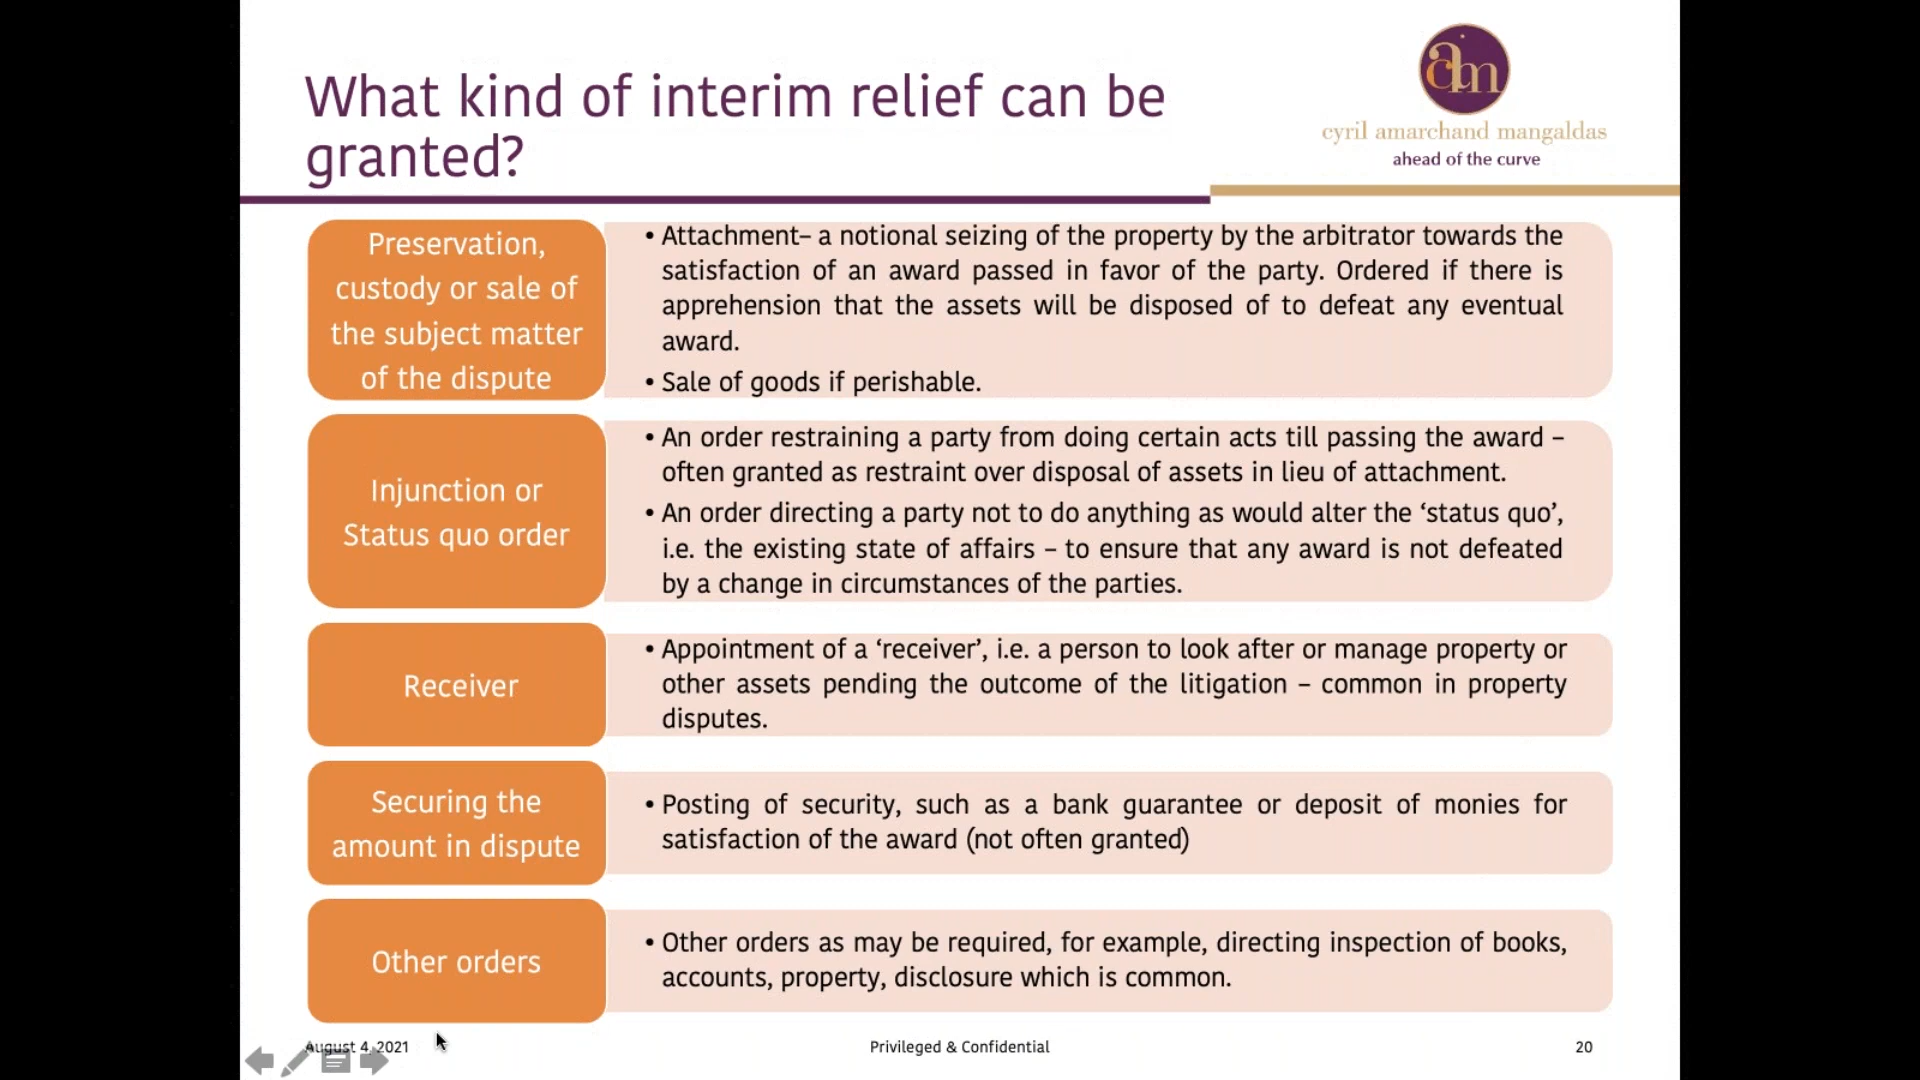 What kind of interim relief can be
granted?
cyril amarchand mangaldas
ahead of the curve
Preservation,
custody or sale of
the subject matter
of the dispute
• Attachment– a notional seizing of the property by the arbitrator towards the
satisfaction of an award passed in favor of the party. Ordered if there is
apprehension that the assets will be disposed of to defeat any eventual
award.
• Sale of goods if perishable.
Injunction or
Status quo order
• An order restraining a party from doing certain acts till passing the award –
often granted as restraint over disposal of assets in lieu of attachment.
• An order directing a party not to do anything as would alter the ‘status quo’,
i.e. the existing state of affairs – to ensure that any award is not defeated
by a change in circumstances of the parties.
Receiver
• Appointment of a ‘receiver’, i.e. a person to look after or manage property or
other assets pending the outcome of the litigation – common in property
disputes.
Securing the
amount in dispute
• Posting of security, such as a bank guarantee or deposit of monies for
satisfaction of the award (not often granted)
Other orders
• Other orders as may be required, for example, directing inspection of books,
accounts, property, disclosure which is common.
August 4, 2021
Privileged & Confidential
20